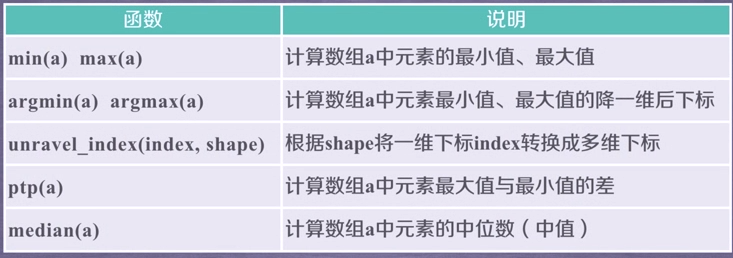 函数 说明
min(a) max(a) 计算数组a中元素的最小值、最大值
argmin(a) argmax(a) 计算数组a中元素最小值、最大值的降一维后下标
unravel_index(index, shape) 根据shape将一维下标index转换成多维下标
ptp(a) 计算数组a中元素最大值与最小值的差
median(a) 计算数组a中元素的中位数（中值）